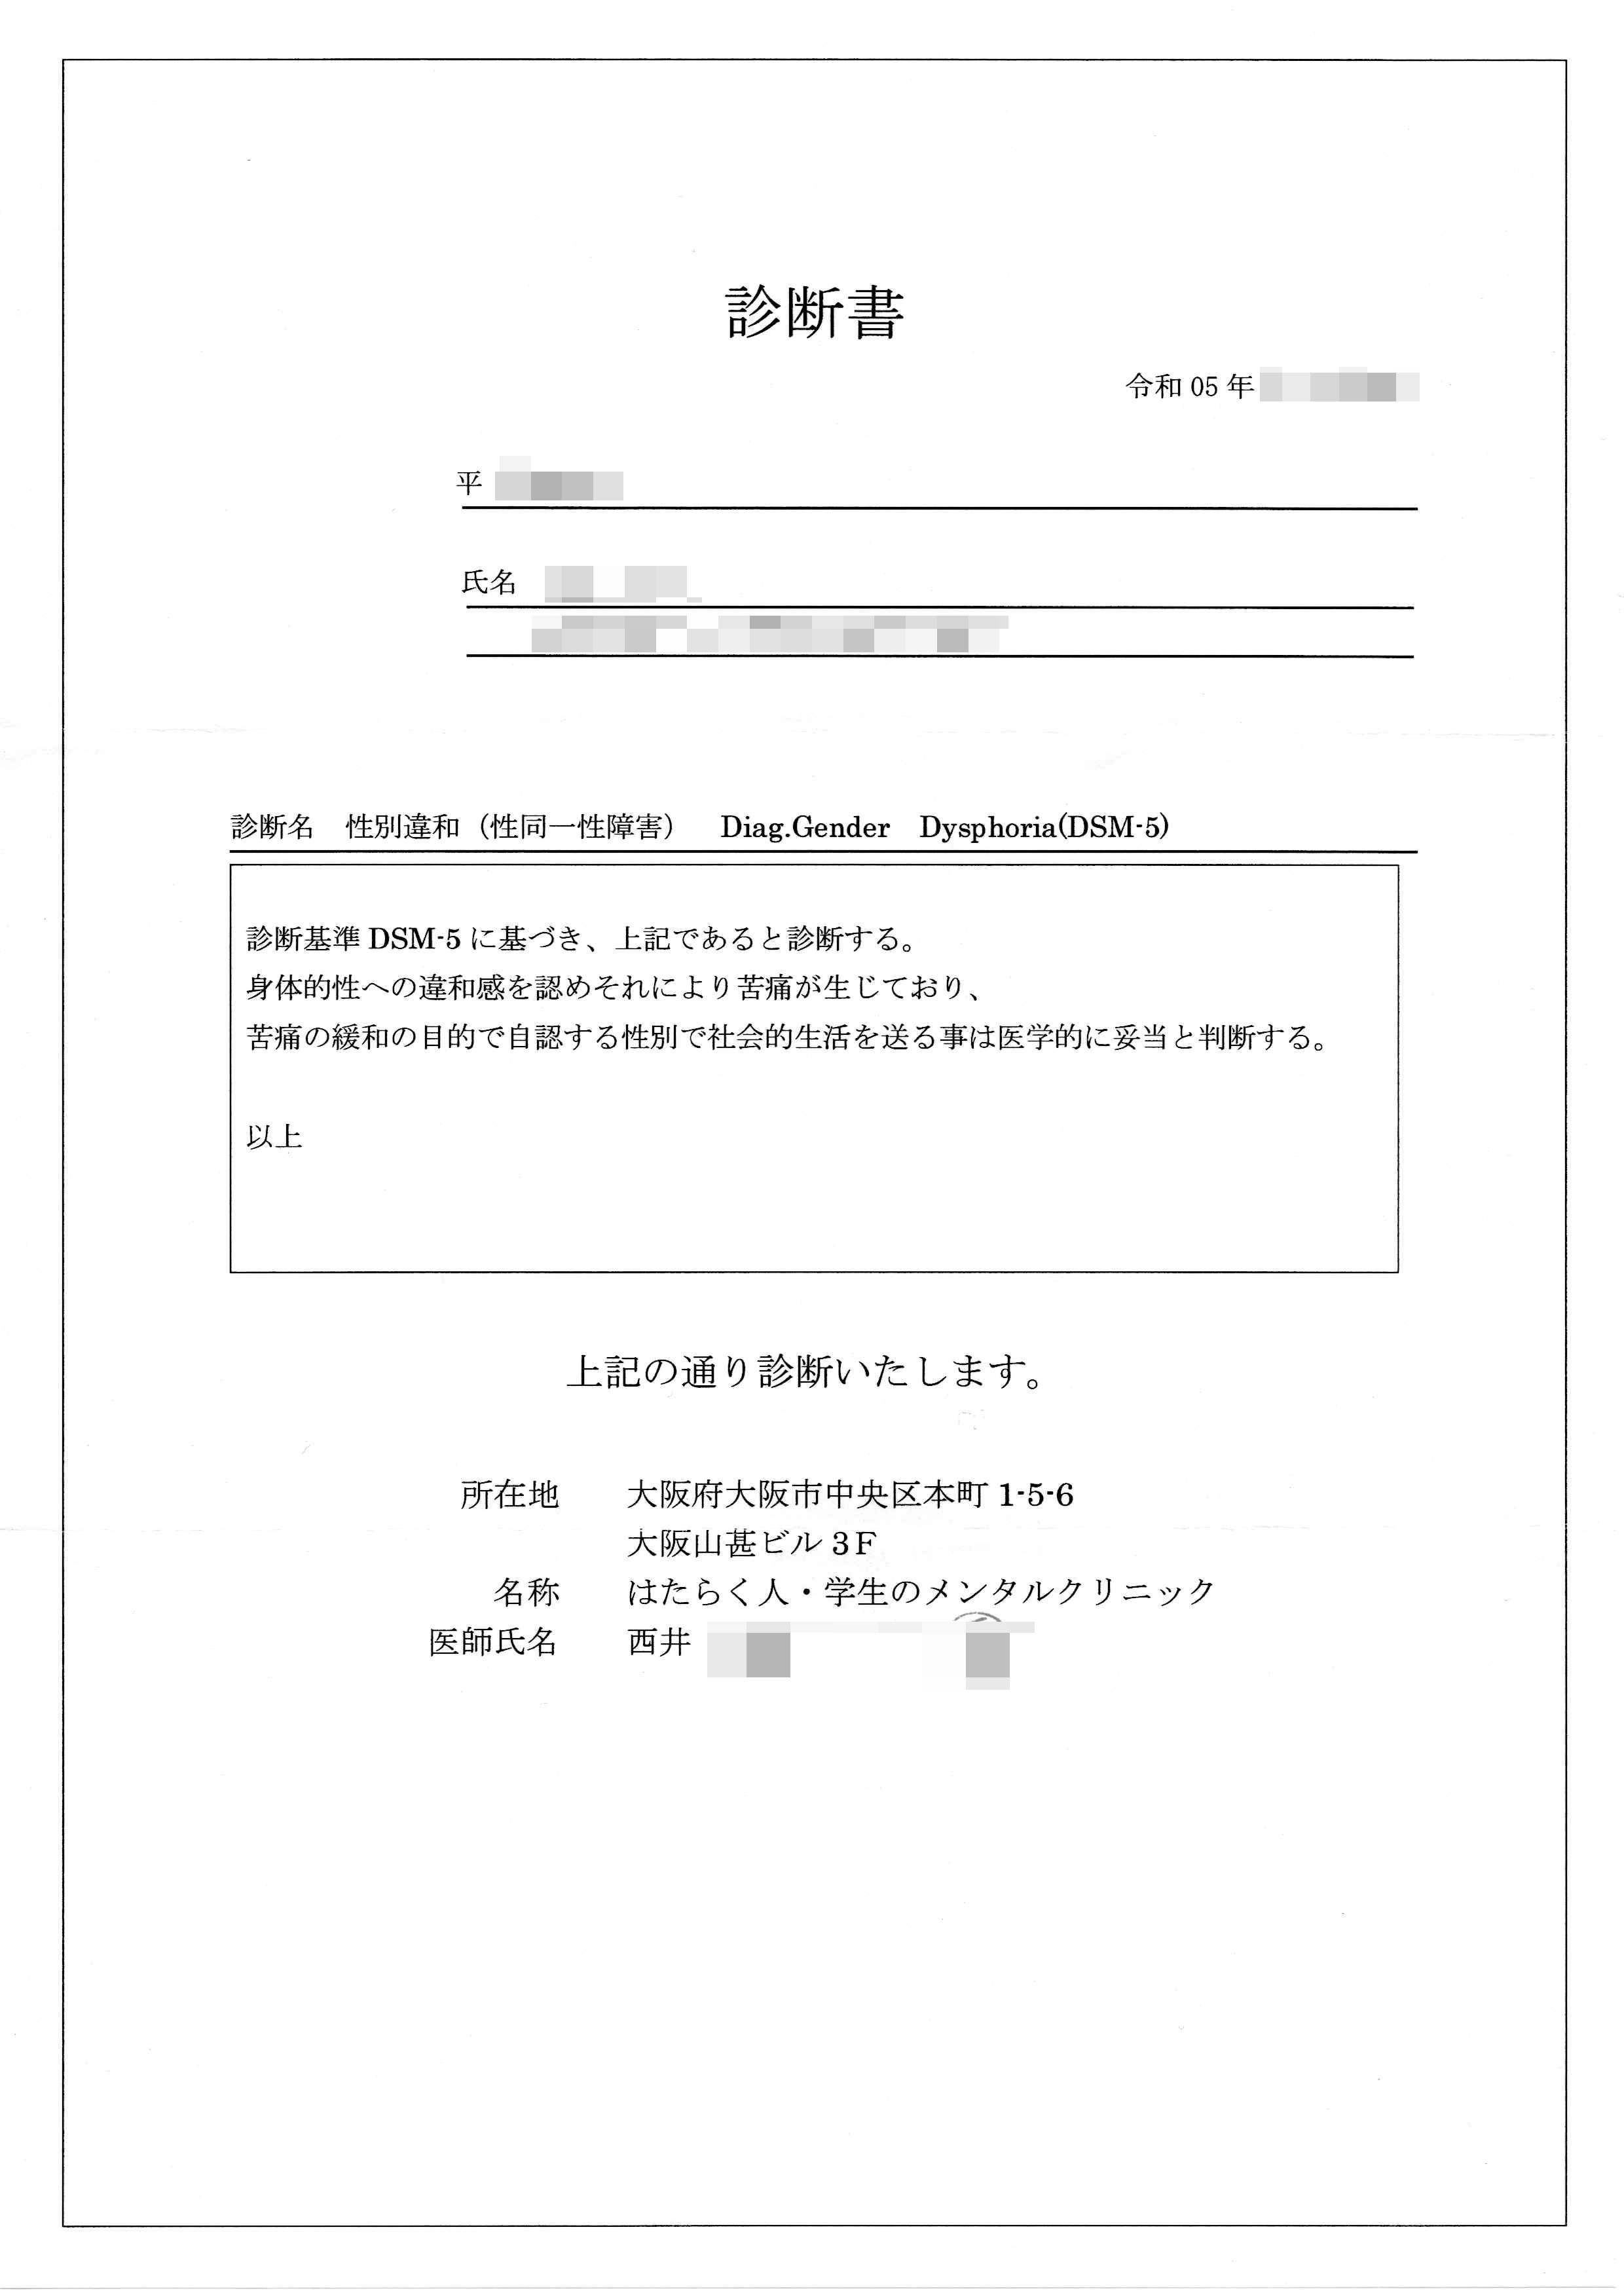 診断書
令和 05 年
平
氏名
診断名　性別違和（性同一性障害）　Diag.Gender　Dysphoria(DSM-5)
診断基準 DSM-5 に基づき、上記であると診断する。
身体的性への違和感を認めそれにより苦痛が生じており、
苦痛の緩和の目的で自認する性別で社会的生活を送る事は医学的に妥当と判断する。
以上
上記の通り診断いたします。
所在地　大阪府大阪市中央区本町 1-5-6
大阪山甚ビル 3F
名称　はたらく人・学生のメンタルクリニック
医師氏名　西井